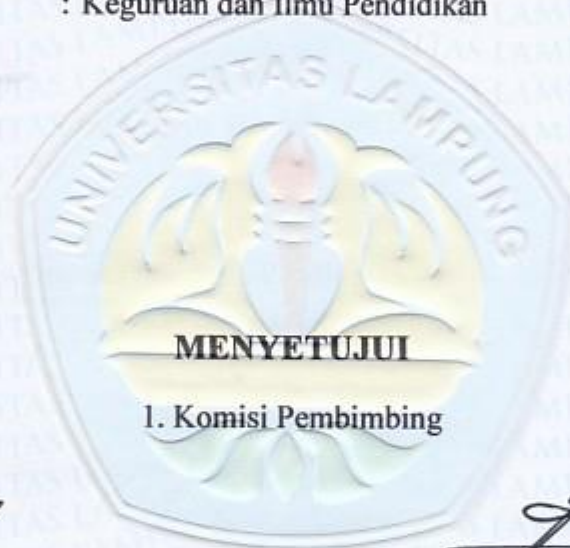 : Keguruan dan Ilmu Pendidikan
UNIVERSITAS LAMPUNG
MENYETUJUI
1. Komisi Pembimbing